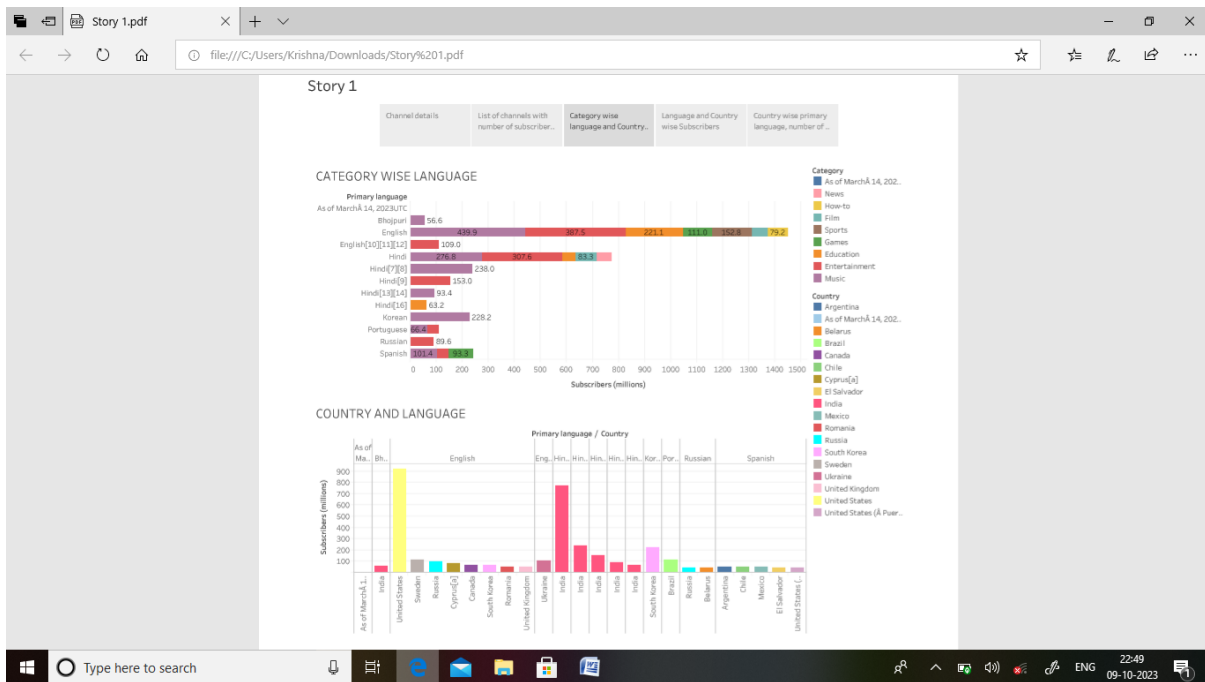 Story 1.pdf
file:///C:/Users/Krishna/Downloads/Story%201.pdf
Story 1
Channel details
List of channels with
number of subscriber..
Category wise
language and Country..
Language and Country
wise Subscribers
Country wise primary
language, number of ..
CATEGORY WISE LANGUAGE
Primary language
As of MarchÂ 14, 2023UTC
Bhojpuri 56.6
English 439.9 387.5 221.1 111.0 152.8 79.2
English[10][11][12] 109.0
Hindi 276.8 307.6 83.3
Hindi[7][8] 238.0
Hindi[9] 153.0
Hindi[13][14] 93.4
Hindi[16] 63.2
Korean 228.2
Portuguese 66.4
Russian 89.6
Spanish 101.4 93.3
0 100 200 300 400 500 600 700 800 900 1000 1100 1200 1300 1400 1500
Subscribers (millions)
Category
As of MarchÂ 14, 202..
News
How-to
Film
Sports
Games
Education
Entertainment
Music
Country
Argentina
As of MarchÂ 14, 202..
Belarus
Brazil
Canada
Chile
Cyprus[a]
El Salvador
India
Mexico
Romania
Russia
South Korea
Sweden
Ukraine
United Kingdom
United States
United States (Â Puer..
COUNTRY AND LANGUAGE
Primary language / Country
As of
Ma.. Bh.. English Eng.. Hin.. Hin.. Hin.. Hin.. Hin.. Kor.. Por.. Russian Spanish
Subscribers (millions)
900
800
700
600
500
400
300
200
100
As of MarchÂ 1..
India
United States
Sweden
Russia
Cyprus[a]
Canada
South Korea
Romania
United Kingdom
Ukraine
India
India
India
India
India
South Korea
Brazil
Russia
Belarus
Argentina
Chile
Mexico
El Salvador
United States (..
Type here to search
ENG
22:49
09-10-2023
1